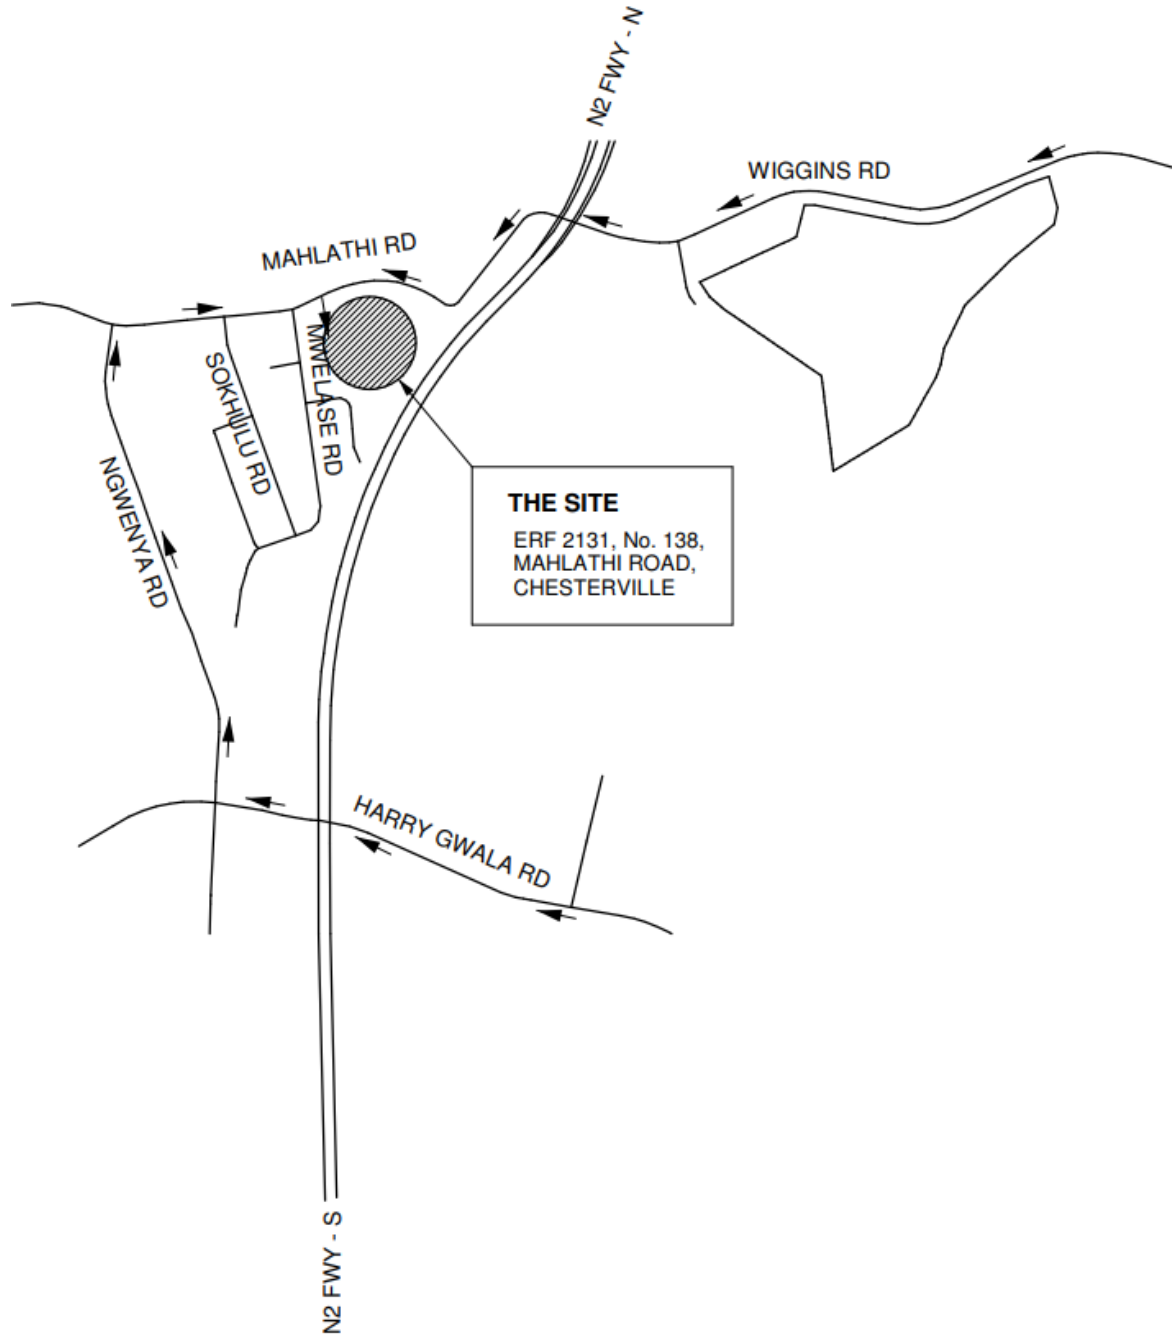 N2 FWY - N
WIGGINS RD
MAHLATHI RD
MWELASE RD
SOKHULU RD
NGWENYA RD
THE SITE
ERF 2131, No. 138,
MAHLATHI ROAD,
CHESTERVILLE
HARRY GWALA RD
N2 FWY - S